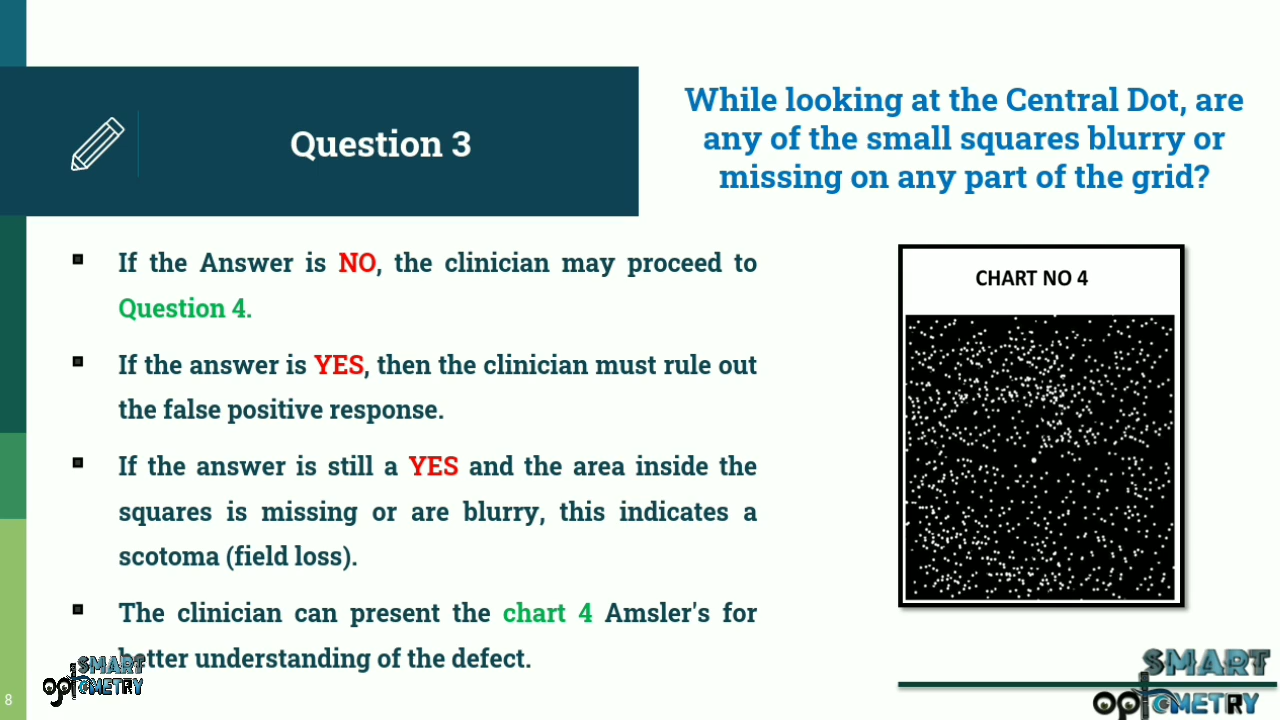 Question 3
While looking at the Central Dot, are
any of the small squares blurry or
missing on any part of the grid?
If the Answer is NO, the clinician may proceed to
Question 4.
If the answer is YES, then the clinician must rule out
the false positive response.
If the answer is still a YES and the area inside the
squares is missing or are blurry, this indicates a
scotoma (field loss).
The clinician can present the chart 4 Amsler's for
better understanding of the defect.
CHART NO 4
SMART
OPTOMETRY
SMART
OPTOMETRY
8